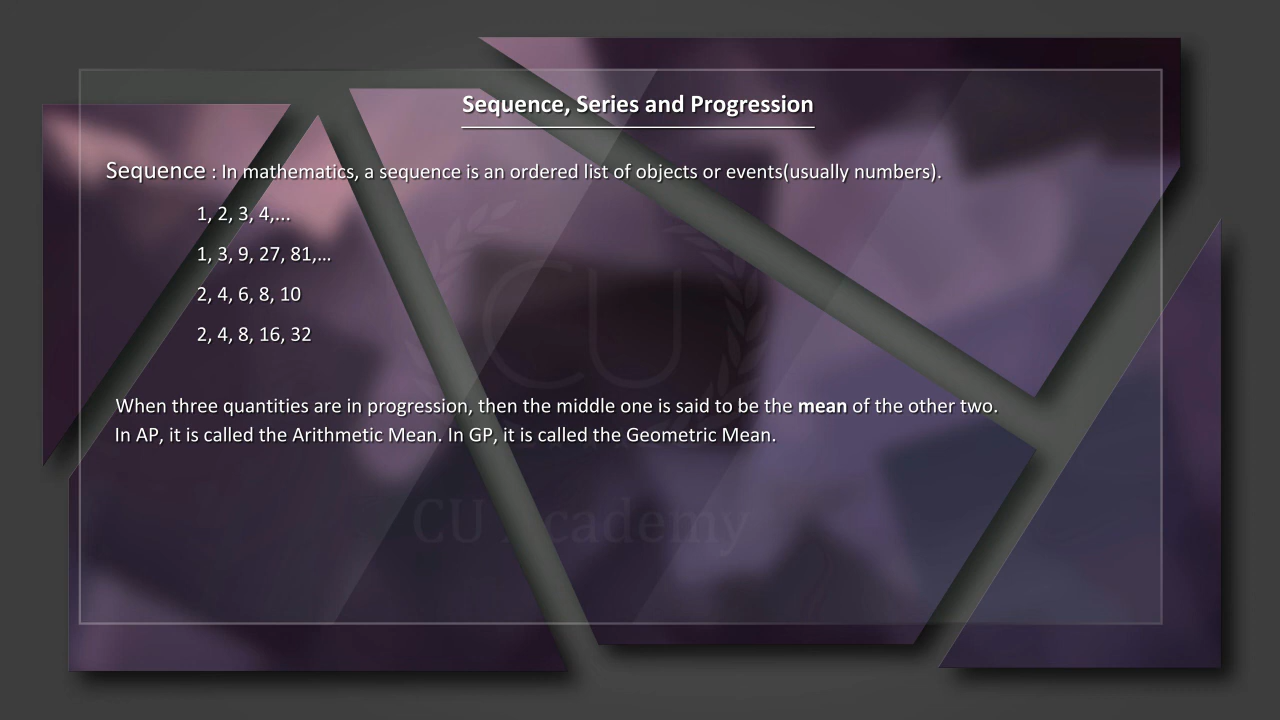 Sequence, Series and Progression
Sequence : In mathematics, a sequence is an ordered list of objects or events(usually numbers).
1, 2, 3, 4,...
1, 3, 9, 27, 81,...
2, 4, 6, 8, 10
2, 4, 8, 16, 32
CU
When three quantities are in progression, then the middle one is said to be the mean of the other two.
In AP, it is called the Arithmetic Mean. In GP, it is called the Geometric Mean.
CU Academy